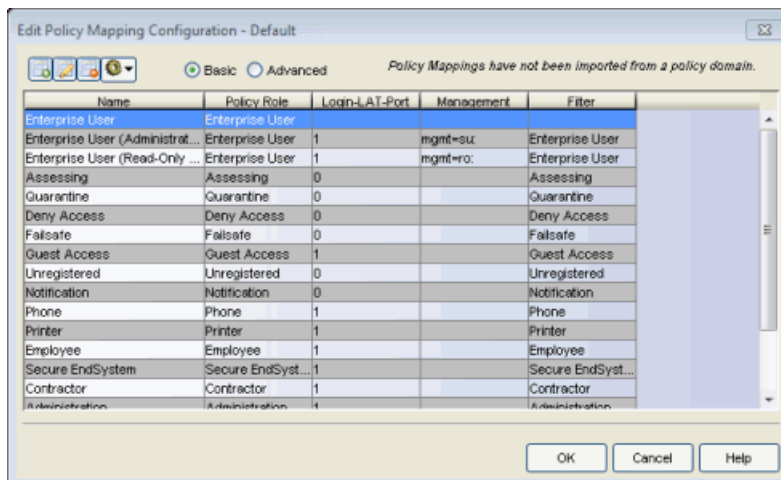 Edit Policy Mapping Configuration - Default
Basic Advanced Policy Mappings have not been imported from a policy domain.
Name Policy Role Login-LAT-Port Management Filter
Enterprise User Enterprise User
Enterprise User (Administrat... Enterprise User 1 mgmt=su: Enterprise User
Enterprise User (Read-Only ... Enterprise User 1 mgmt=ro: Enterprise User
Assessing Assessing 0 Assessing
Quarantine Quarantine 0 Quarantine
Deny Access Deny Access 0 Deny Access
Failsafe Failsafe 0 Failsafe
Guest Access Guest Access 1 Guest Access
Unregistered Unregistered 0 Unregistered
Notification Notification 0 Notification
Phone Phone 1 Phone
Printer Printer 1 Printer
Employee Employee 1 Employee
Secure EndSystem Secure EndSyst... 1 Secure EndSyst...
Contractor Contractor 1 Contractor
Administration Administration 1 Administration
OK Cancel Help